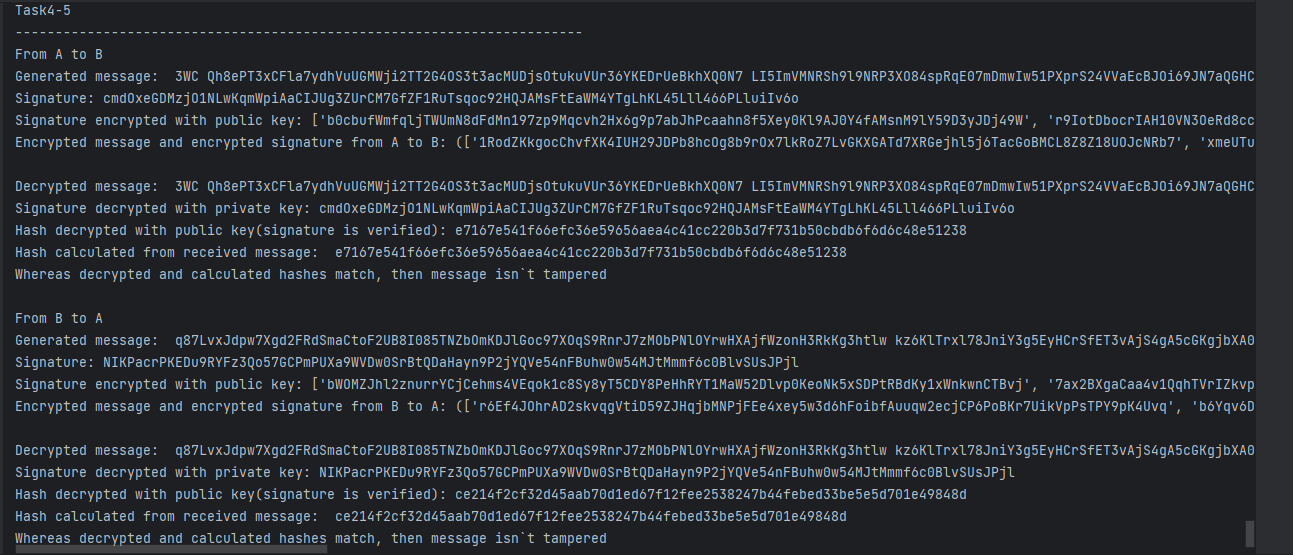 Task4-5
-----------------------------------------------------------------------
From A to B
Generated message:  3WC Qh8ePT3xCFla7ydhVuUGMWji2TT2G4OS3t3acMUDjsOtukuVUr36YKEDrUeBkhXQ0N7 LI5ImVMNRSh9l9NRP3XO84spRqE07mDmwIw51PXprS24VVaEcBJOi69JN7aQGHC
Signature: cmdOxeGDMzjO1NLwKqmWpiAaCIJUg3ZUrCM7GfZF1RuTsqoc92HQJAMsFtEaWM4YTgLhKL45Lll466PLluiIv6o
Signature encrypted with public key: ['b0cbufWmfqljTWUmN8dFdMn197zp9Mqcvh2Hx6g9p7abJhPcaahn8f5Xey0Kl9AJ0Y4fAMsnM9lY59D3yJDj49W', 'r9IotDbocrIAH10VN3OeRd8cc
Encrypted message and encrypted signature from A to B: (['1RodZKkgocChvfXK4IUH29JDPb8hcOg8b9rOx7lkRoZ7LvGKXGATd7XRGejhl5j6TacGoBMCL8Z8Z18UOJcNRb7', 'xmeUTu
Decrypted message:  3WC Qh8ePT3xCFla7ydhVuUGMWji2TT2G4OS3t3acMUDjsOtukuVUr36YKEDrUeBkhXQ0N7 LI5ImVMNRSh9l9NRP3XO84spRqE07mDmwIw51PXprS24VVaEcBJOi69JN7aQGHC
Signature decrypted with private key: cmdOxeGDMzjO1NLwKqmWpiAaCIJUg3ZUrCM7GfZF1RuTsqoc92HQJAMsFtEaWM4YTgLhKL45Lll466PLluiIv6o
Hash decrypted with public key(signature is verified): e7167e541f66efc36e59656aea4c41cc220b3d7f731b50cbdb6f6d6c48e51238
Hash calculated from received message:  e7167e541f66efc36e59656aea4c41cc220b3d7f731b50cbdb6f6d6c48e51238
Whereas decrypted and calculated hashes match, then message isn`t tampered
From B to A
Generated message:  q87LvxJdpw7Xgd2FRdSmaCtoF2UB8I085TNZbOmKDJlGoc97XOqS9RnrJ7zMObPNlOYrwHXAjfWzonH3RkKg3htlw kz6KlTrxl78JniY3g5EyHCrSfET3vAjS4gA5cGKgjbXA0
Signature: NIKPacrPKEDu9RYFz3Qo57GCPmPUXa9WVDw0SrBtQDaHayn9P2jYQVe54nFBuhw0w54MJtMmmf6c0BlvSUsJPjl
Signature encrypted with public key: ['bWOMZJhl2znurrYCjCehms4VEqok1c8Sy8yT5CDY8PeHhRYT1MaW52Dlvp0KeoNk5xSDPtRBdKy1xWnkwnCTBvj', '7ax2BXgaCaa4v1QqhTVrIZkvp
Encrypted message and encrypted signature from B to A: (['r6Ef4JOhrAD2skvqgVtiD59ZJHqjbMNPjFEe4xey5w3d6hFoibfAuuqw2ecjCP6PoBKr7UikVpPsTPY9pK4Uvq', 'b6Yqv6D
Decrypted message:  q87LvxJdpw7Xgd2FRdSmaCtoF2UB8I085TNZbOmKDJlGoc97XOqS9RnrJ7zMObPNlOYrwHXAjfWzonH3RkKg3htlw kz6KlTrxl78JniY3g5EyHCrSfET3vAjS4gA5cGKgjbXA0
Signature decrypted with private key: NIKPacrPKEDu9RYFz3Qo57GCPmPUXa9WVDw0SrBtQDaHayn9P2jYQVe54nFBuhw0w54MJtMmmf6c0BlvSUsJPjl
Hash decrypted with public key(signature is verified): ce214f2cf32d45aab70d1ed67f12fee2538247b44febed33be5e5d701e49848d
Hash calculated from received message:  ce214f2cf32d45aab70d1ed67f12fee2538247b44febed33be5e5d701e49848d
Whereas decrypted and calculated hashes match, then message isn`t tampered